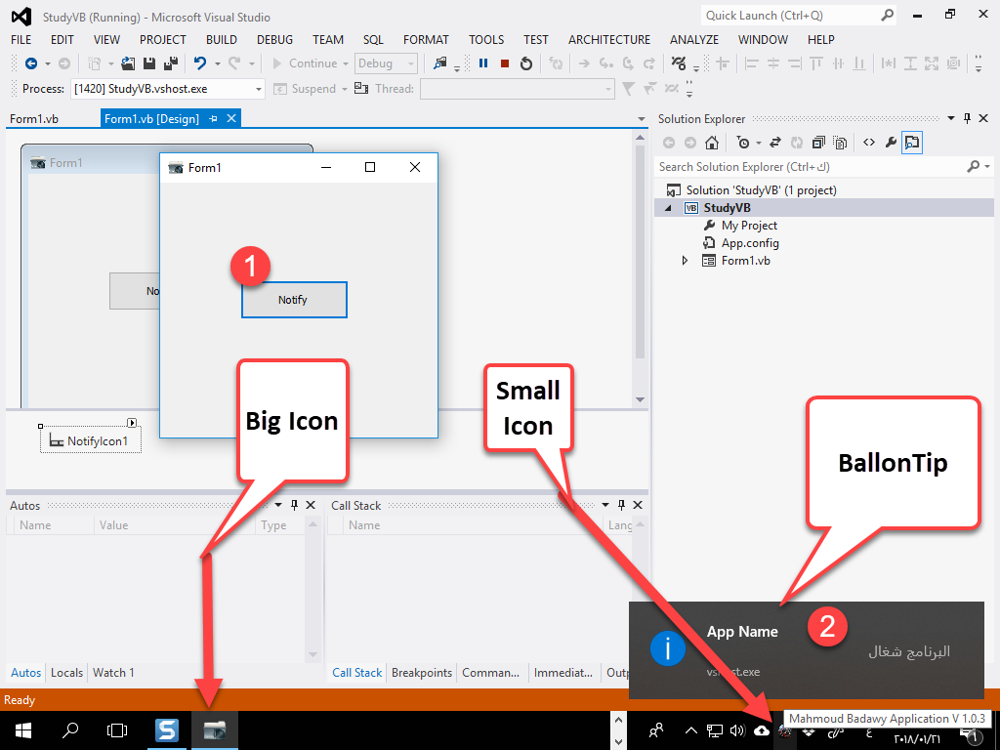 StudyVB (Running) - Microsoft Visual Studio
Quick Launch (Ctrl+Q)
FILE EDIT VIEW PROJECT BUILD DEBUG TEAM SQL FORMAT TOOLS TEST ARCHITECTURE ANALYZE WINDOW HELP
Continue Debug
Process: [1420] StudyVB.vshost.exe Suspend Thread:
Form1.vb Form1.vb [Design]
Solution Explorer
Search Solution Explorer (Ctrl+ك)
Solution 'StudyVB' (1 project)
VB StudyVB
My Project
App.config
Form1.vb
Form1
Form1
1
No
Notify
Big Icon
Small
Icon
BallonTip
NotifyIcon1
Autos
Name Value Type
Call Stack
Name Lang
Autos Locals Watch 1
Call Stack Breakpoints Comman... Immediat... Outp
App Name
2
البرنامج شغال
vshost.exe
Ready
Mahmoud Badawy Application V 1.0.3
S
ع
٢٠١٨/٠١/٢١
1